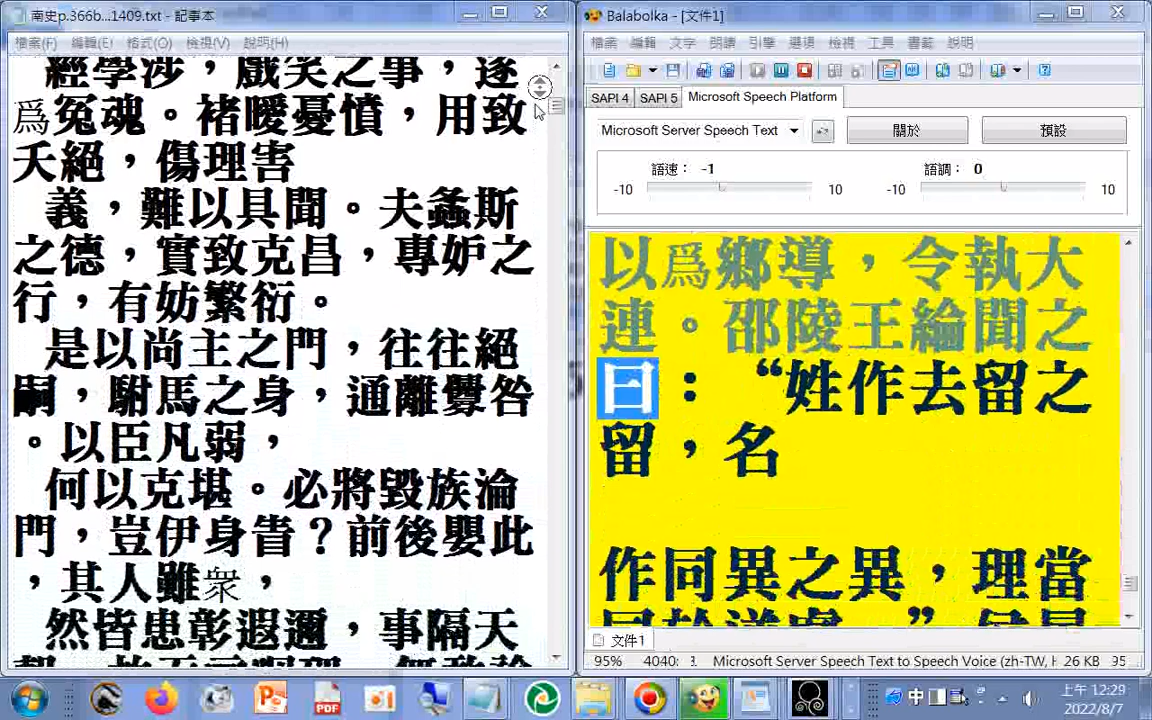 南史p.366b...1409.txt - 記事本
檔案(F) 編輯(E) 格式(O) 檢視(V) 說明(H)
經學涉，戲笑之事，遂
爲冤魂。褚曖憂憤，用致
夭絕，傷理害
義，難以具聞。夫螽斯
之德，實致克昌，專妒之
行，有妨繁衍。
是以尚主之門，往往絕
嗣，駙馬之身，通離釁咎
。以臣凡弱，
何以克堪。必將毀族淪
門，豈伊身眚？前後嬰此
，其人雖衆，
然皆患彰遐邇，事隔天
Balabolka - [文件1]
檔案 編輯 文字 朗讀 引擎 選項 檢視 工具 書籤 說明
SAPI 4 SAPI 5 Microsoft Speech Platform
Microsoft Server Speech Text 關於 預設
語速： -1 語調： 0
-10 10 -10 10
以爲鄉導，令執大
連。邵陵王綸聞之
曰：“姓作去留之
留，名
作同異之異，理當
文件1
95% 4040: Microsoft Server Speech Text to Speech Voice (zh-TW, H 26 KB 95
中 上午 12:29
2022/8/7